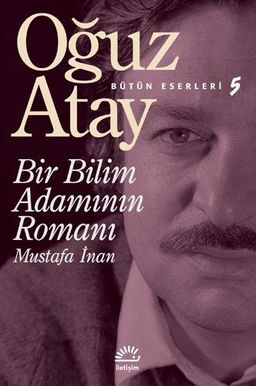 Oğuz
BÜTÜN ESERLERİ 5
Atay
Bir Bilim
Adamının
Romanı
Mustafa İnan
iletişim